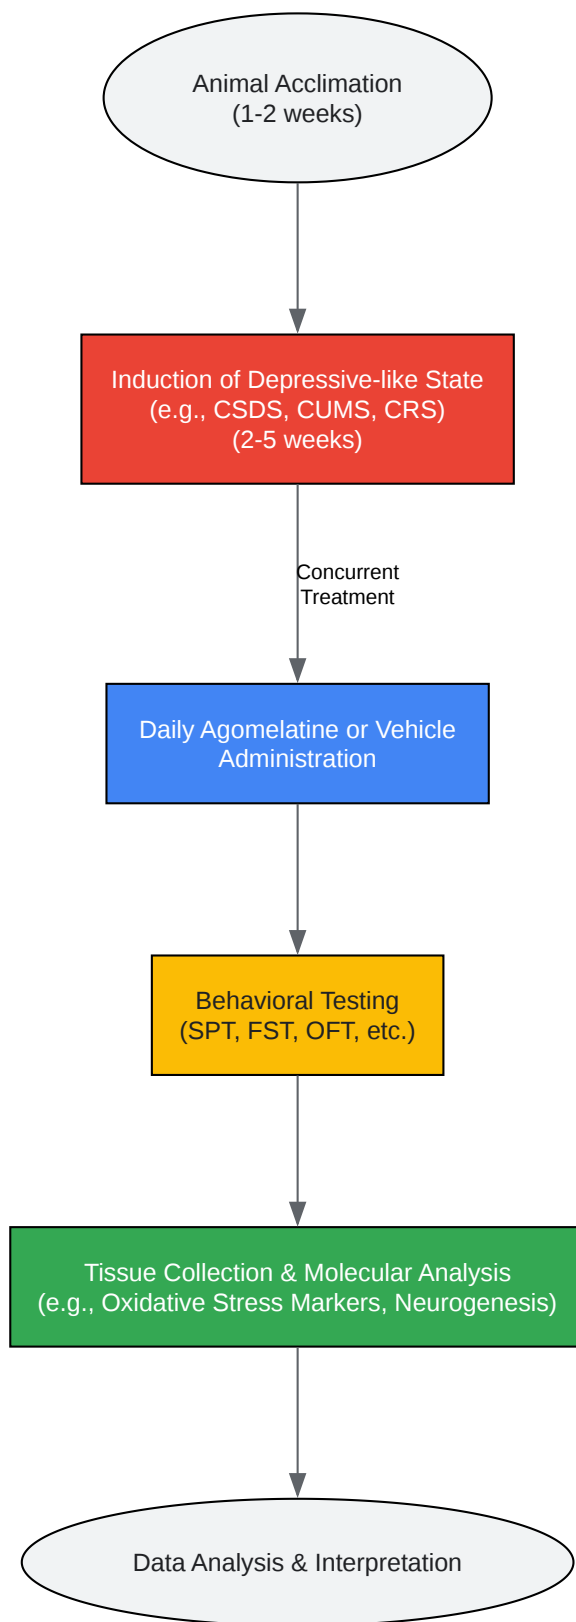 Animal Acclimation
(1-2 weeks)
Induction of Depressive-like State
(e.g., CSDS, CUMS, CRS)
(2-5 weeks)
Concurrent
Treatment
Daily Agomelatine or Vehicle
Administration
Behavioral Testing
(SPT, FST, OFT, etc.)
Tissue Collection & Molecular Analysis
(e.g., Oxidative Stress Markers, Neurogenesis)
Data Analysis & Interpretation